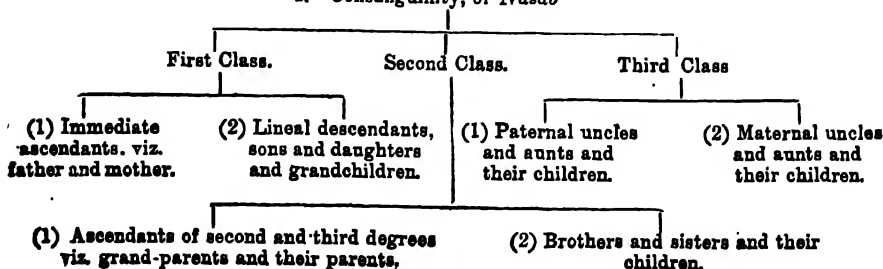 Consanguinity, or Nasab
First Class.
Second Class.
Third Class
(1) Immediate
ascendants. viz.
father and mother.
(2) Lineal descendants,
sons and daughters
and grandchildren.
(1) Paternal uncles
and aunts and
their children.
(2) Maternal uncles
and aunts and
their children.
(1) Ascendants of second and third degrees
viz. grand-parents and their parents,
(2) Brothers and sisters and their
children.